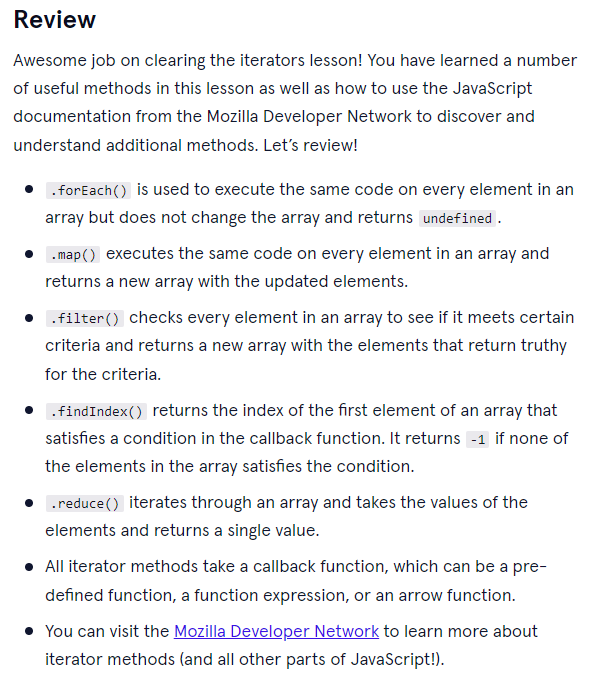 Review
Awesome job on clearing the iterators lesson! You have learned a number
of useful methods in this lesson as well as how to use the JavaScript
documentation from the Mozilla Developer Network to discover and
understand additional methods. Let’s review!
.forEach() is used to execute the same code on every element in an
array but does not change the array and returns undefined.
.map() executes the same code on every element in an array and
returns a new array with the updated elements.
.filter() checks every element in an array to see if it meets certain
criteria and returns a new array with the elements that return truthy
for the criteria.
.findIndex() returns the index of the first element of an array that
satisfies a condition in the callback function. It returns -1 if none of
the elements in the array satisfies the condition.
.reduce() iterates through an array and takes the values of the
elements and returns a single value.
All iterator methods take a callback function, which can be a pre-
defined function, a function expression, or an arrow function.
You can visit the Mozilla Developer Network to learn more about
iterator methods (and all other parts of JavaScript!).